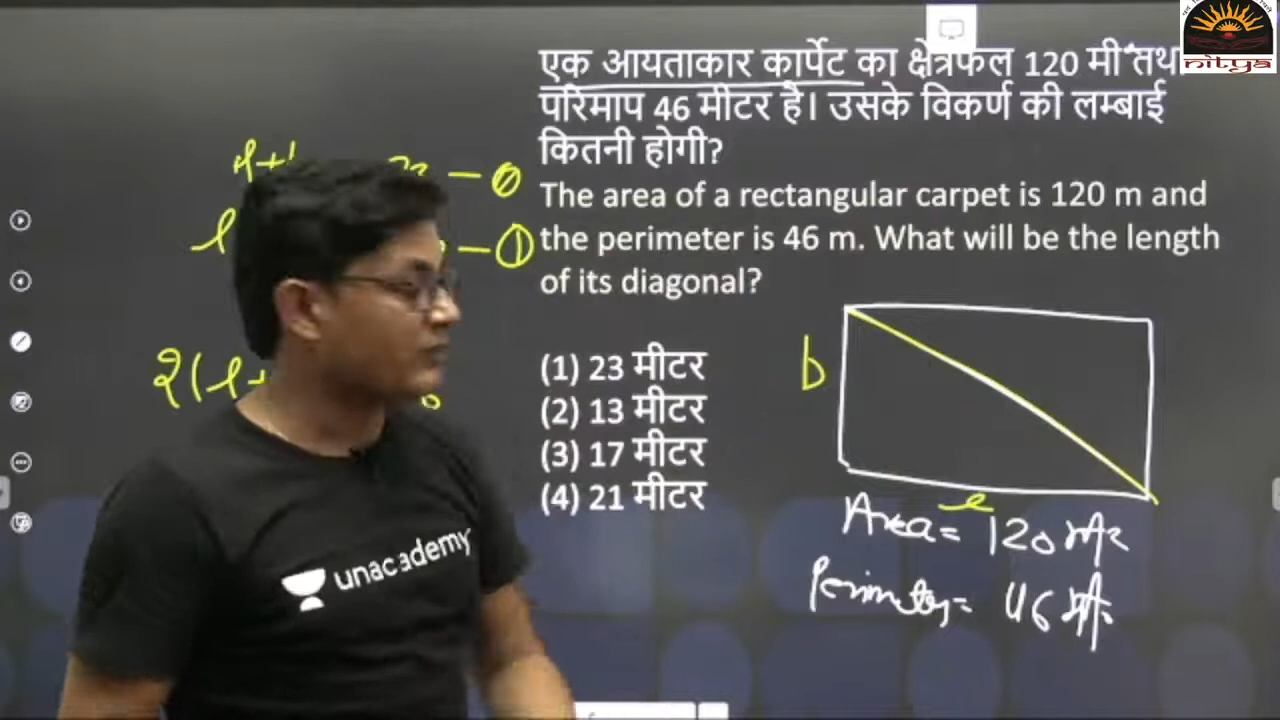 एक आयताकार कार्पेट का क्षेत्रफल 120 मी² तथा
परिमाप 46 मीटर है। उसके विकर्ण की लम्बाई
कितनी होगी?
The area of a rectangular carpet is 120 m and
the perimeter is 46 m. What will be the length
of its diagonal?
(1) 23 मीटर
(2) 13 मीटर
(3) 17 मीटर
(4) 21 मीटर
b
l
Area = 120
Perimeter = 46
2(l+
l
unacademy
nitya